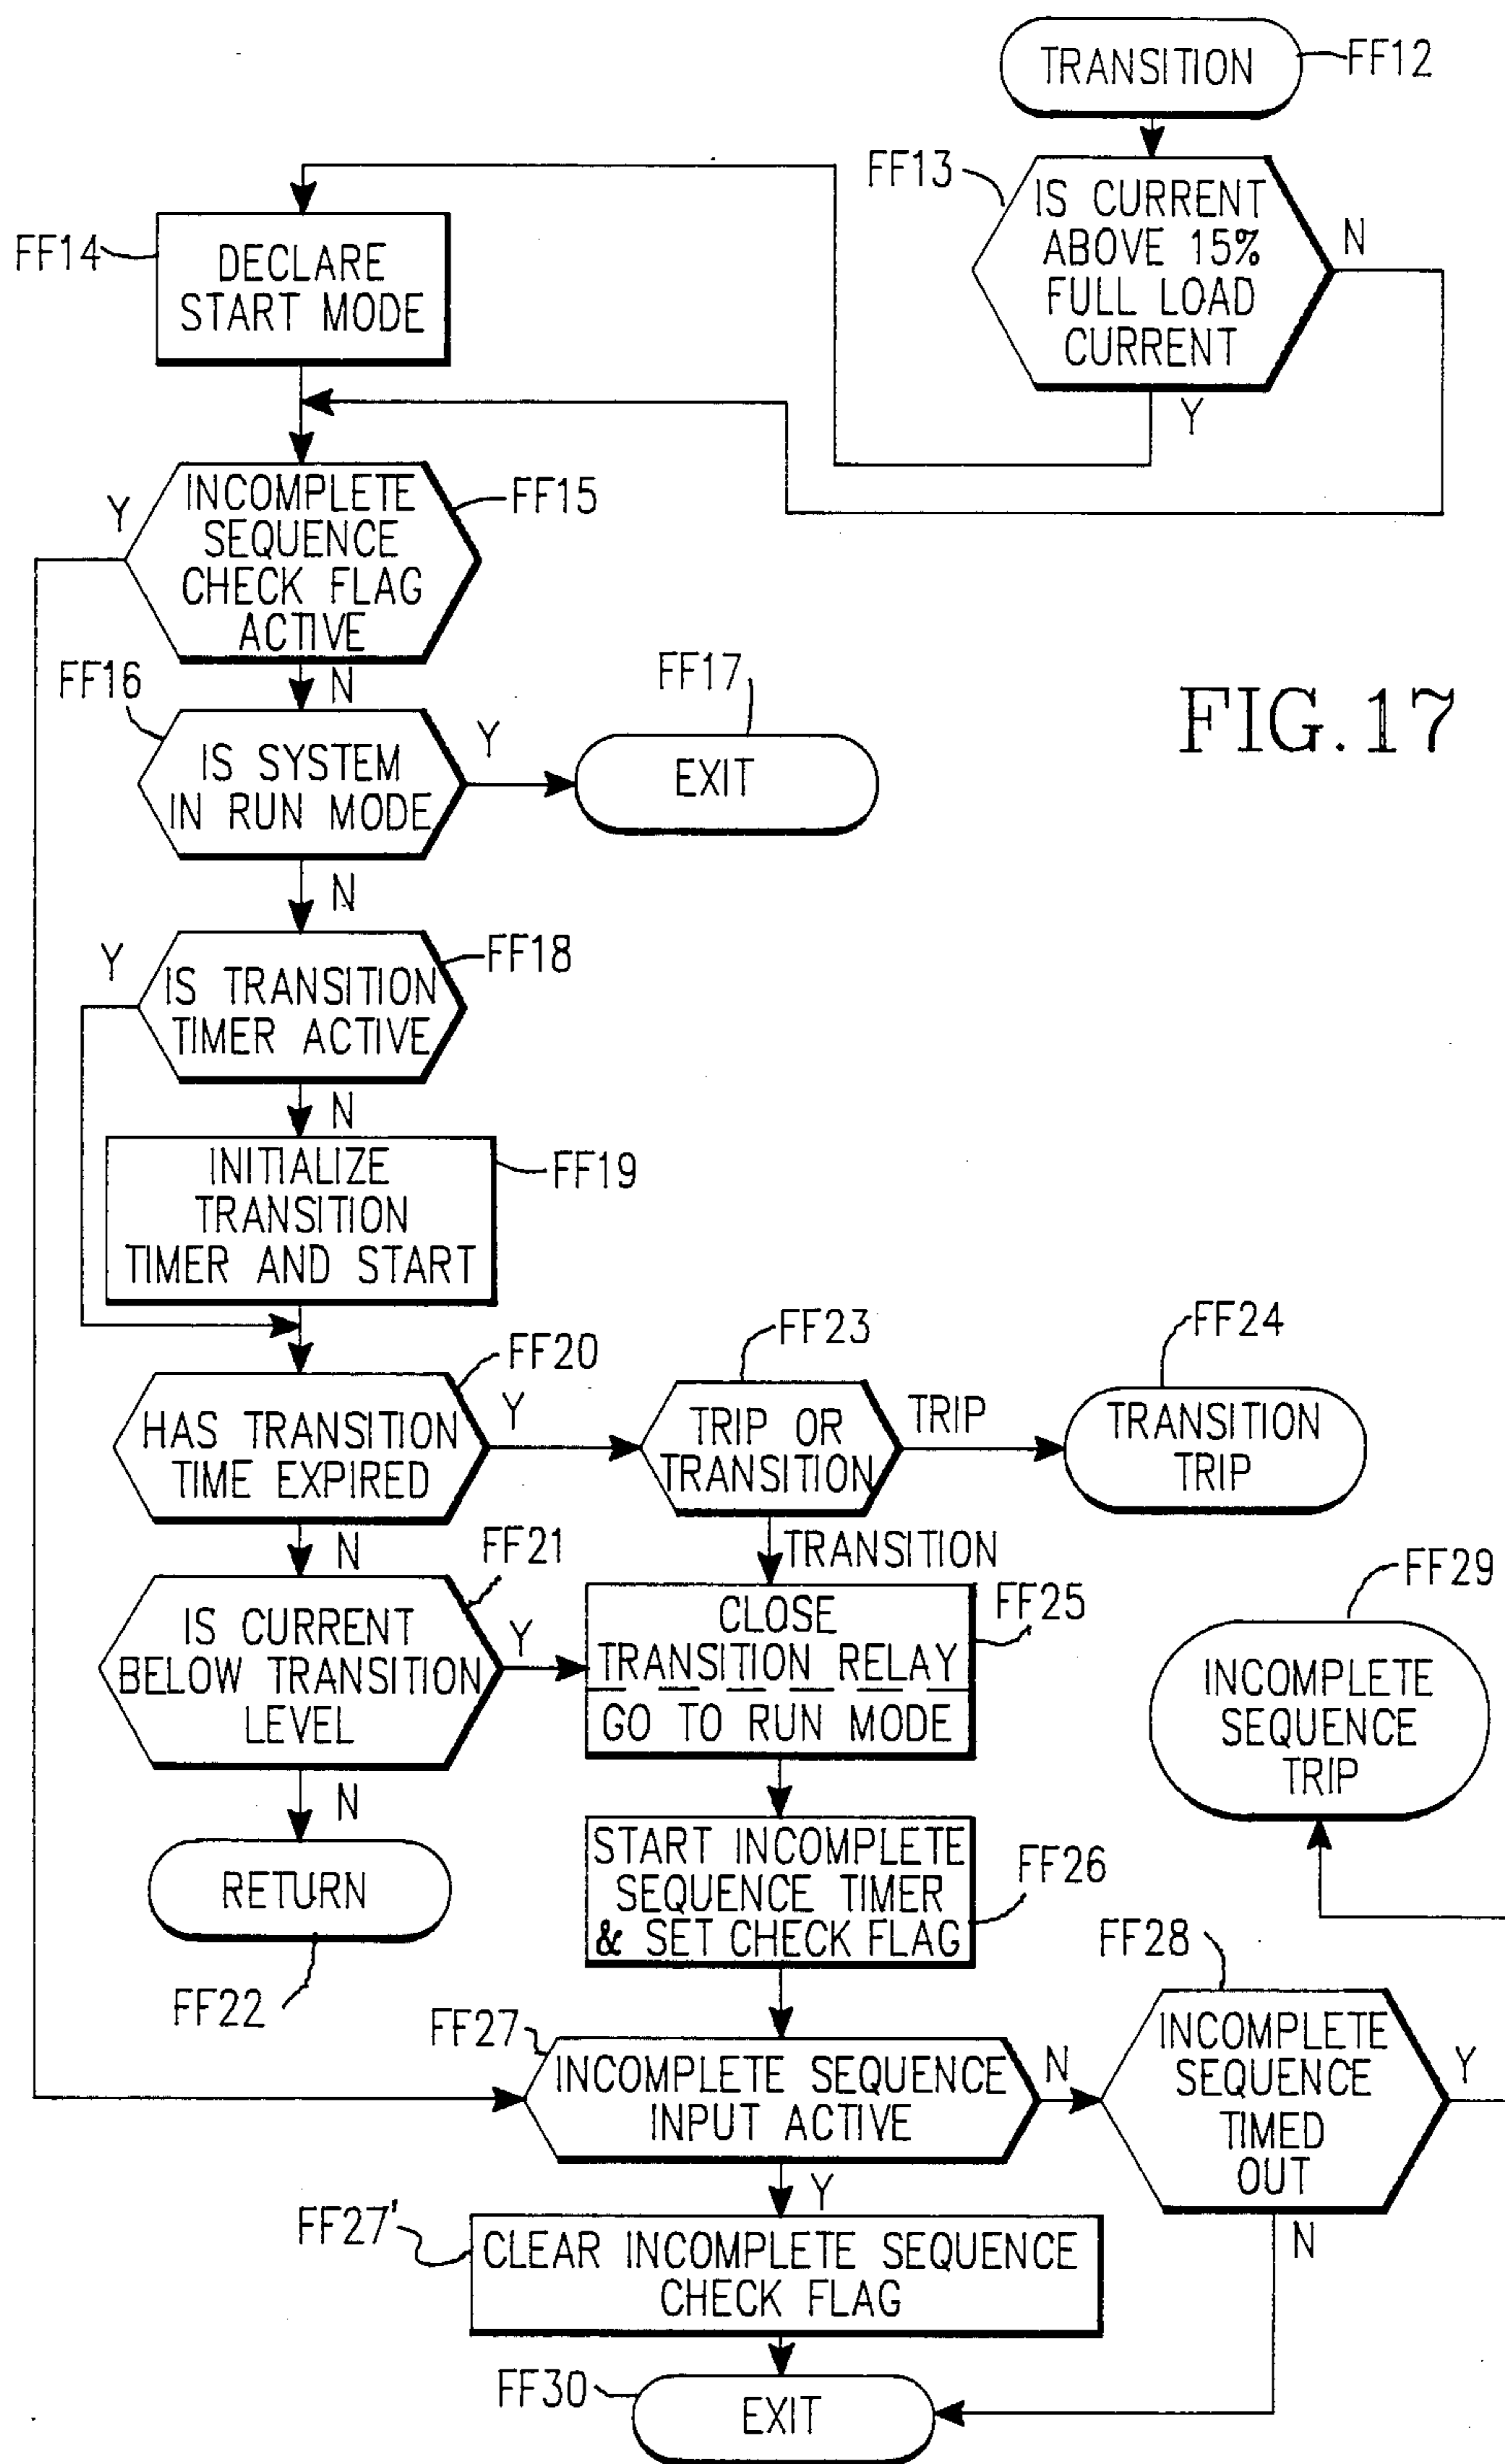 TRANSITION
FF12
FF13
IS CURRENT
ABOVE 15%
FULL LOAD
CURRENT
N
Y
FF14
DECLARE
START MODE
Y
INCOMPLETE
SEQUENCE
CHECK FLAG
ACTIVE
FF15
N
FF16
IS SYSTEM
IN RUN MODE
Y
FF17
EXIT
FIG. 17
N
Y
IS TRANSITION
TIMER ACTIVE
FF18
N
INITIALIZE
TRANSITION
TIMER AND START
FF19
HAS TRANSITION
TIME EXPIRED
FF20
Y
FF23
TRIP OR
TRANSITION
TRIP
FF24
TRANSITION
TRIP
N
FF21
IS CURRENT
BELOW TRANSITION
LEVEL
Y
TRANSITION
CLOSE
TRANSITION RELAY
GO TO RUN MODE
FF25
FF29
INCOMPLETE
SEQUENCE
TRIP
N
RETURN
FF22
START INCOMPLETE
SEQUENCE TIMER
& SET CHECK FLAG
FF26
FF27
INCOMPLETE SEQUENCE
INPUT ACTIVE
N
FF28
INCOMPLETE
SEQUENCE
TIMED
OUT
Y
Y
N
FF27'
CLEAR INCOMPLETE SEQUENCE
CHECK FLAG
FF30
EXIT